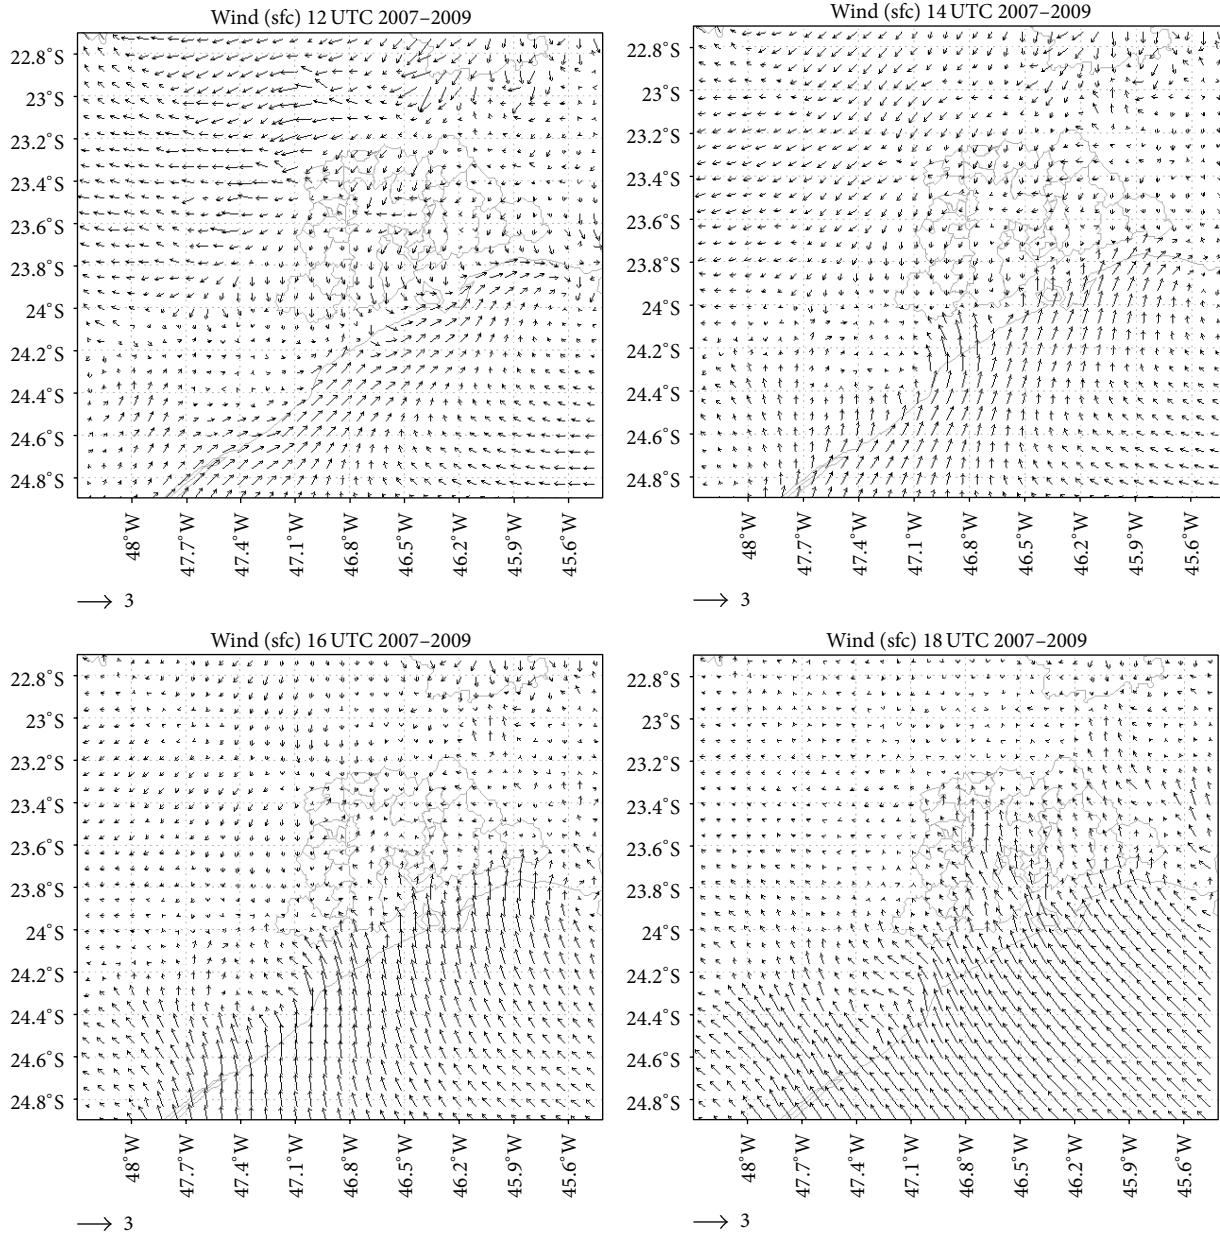 Wind (sfc) 12 UTC 2007–2009
22.8°S
23°S
23.2°S
23.4°S
23.6°S
23.8°S
24°S
24.2°S
24.4°S
24.6°S
24.8°S
48°W
47.7°W
47.4°W
47.1°W
46.8°W
46.5°W
46.2°W
45.9°W
45.6°W
3
Wind (sfc) 14 UTC 2007–2009
22.8°S
23°S
23.2°S
23.4°S
23.6°S
23.8°S
24°S
24.2°S
24.4°S
24.6°S
24.8°S
48°W
47.7°W
47.4°W
47.1°W
46.8°W
46.5°W
46.2°W
45.9°W
45.6°W
3
Wind (sfc) 16 UTC 2007–2009
22.8°S
23°S
23.2°S
23.4°S
23.6°S
23.8°S
24°S
24.2°S
24.4°S
24.6°S
24.8°S
48°W
47.7°W
47.4°W
47.1°W
46.8°W
46.5°W
46.2°W
45.9°W
45.6°W
3
Wind (sfc) 18 UTC 2007–2009
22.8°S
23°S
23.2°S
23.4°S
23.6°S
23.8°S
24°S
24.2°S
24.4°S
24.6°S
24.8°S
48°W
47.7°W
47.4°W
47.1°W
46.8°W
46.5°W
46.2°W
45.9°W
45.6°W
3